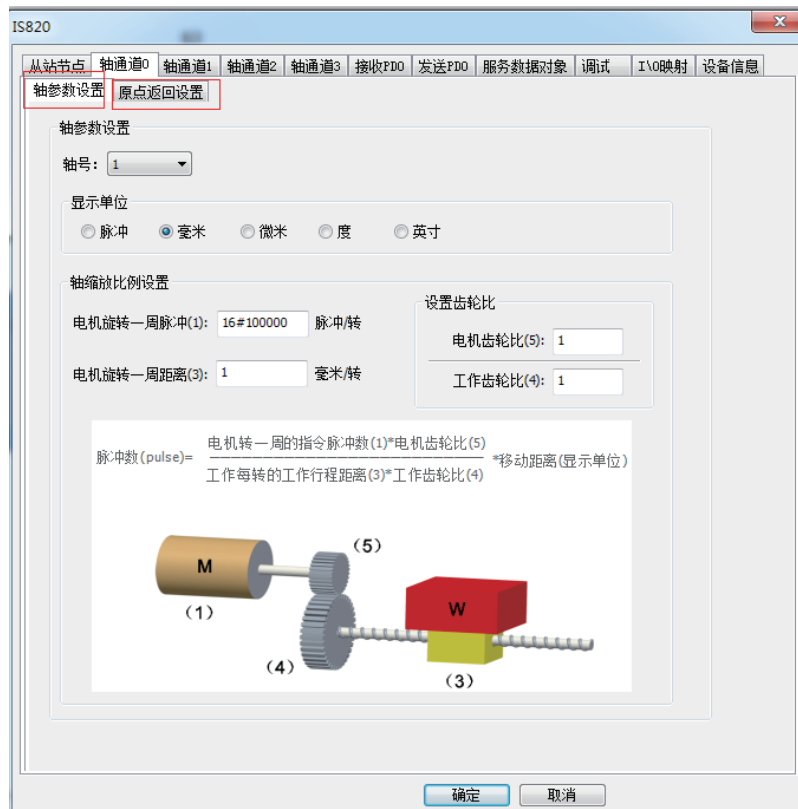 IS820
从站节点 轴通道0 轴通道1 轴通道2 轴通道3 接收PDO 发送PDO 服务数据对象 调试 I\O映射 设备信息
轴参数设置 原点返回设置
轴参数设置
轴号: 1
显示单位
脉冲 毫米 微米 度 英寸
轴缩放比例设置
设置齿轮比
电机旋转一周脉冲(1): 16#100000 脉冲/转
电机齿轮比(5): 1
电机旋转一周距离(3): 1 毫米/转
工作齿轮比(4): 1
电机转一周的指令脉冲数(1)*电机齿轮比(5)
脉冲数(pulse)= *移动距离(显示单位)
工作每转的工作行程距离(3)*工作齿轮比(4)
(5)
M
(1)
W
(4)
(3)
确定 取消